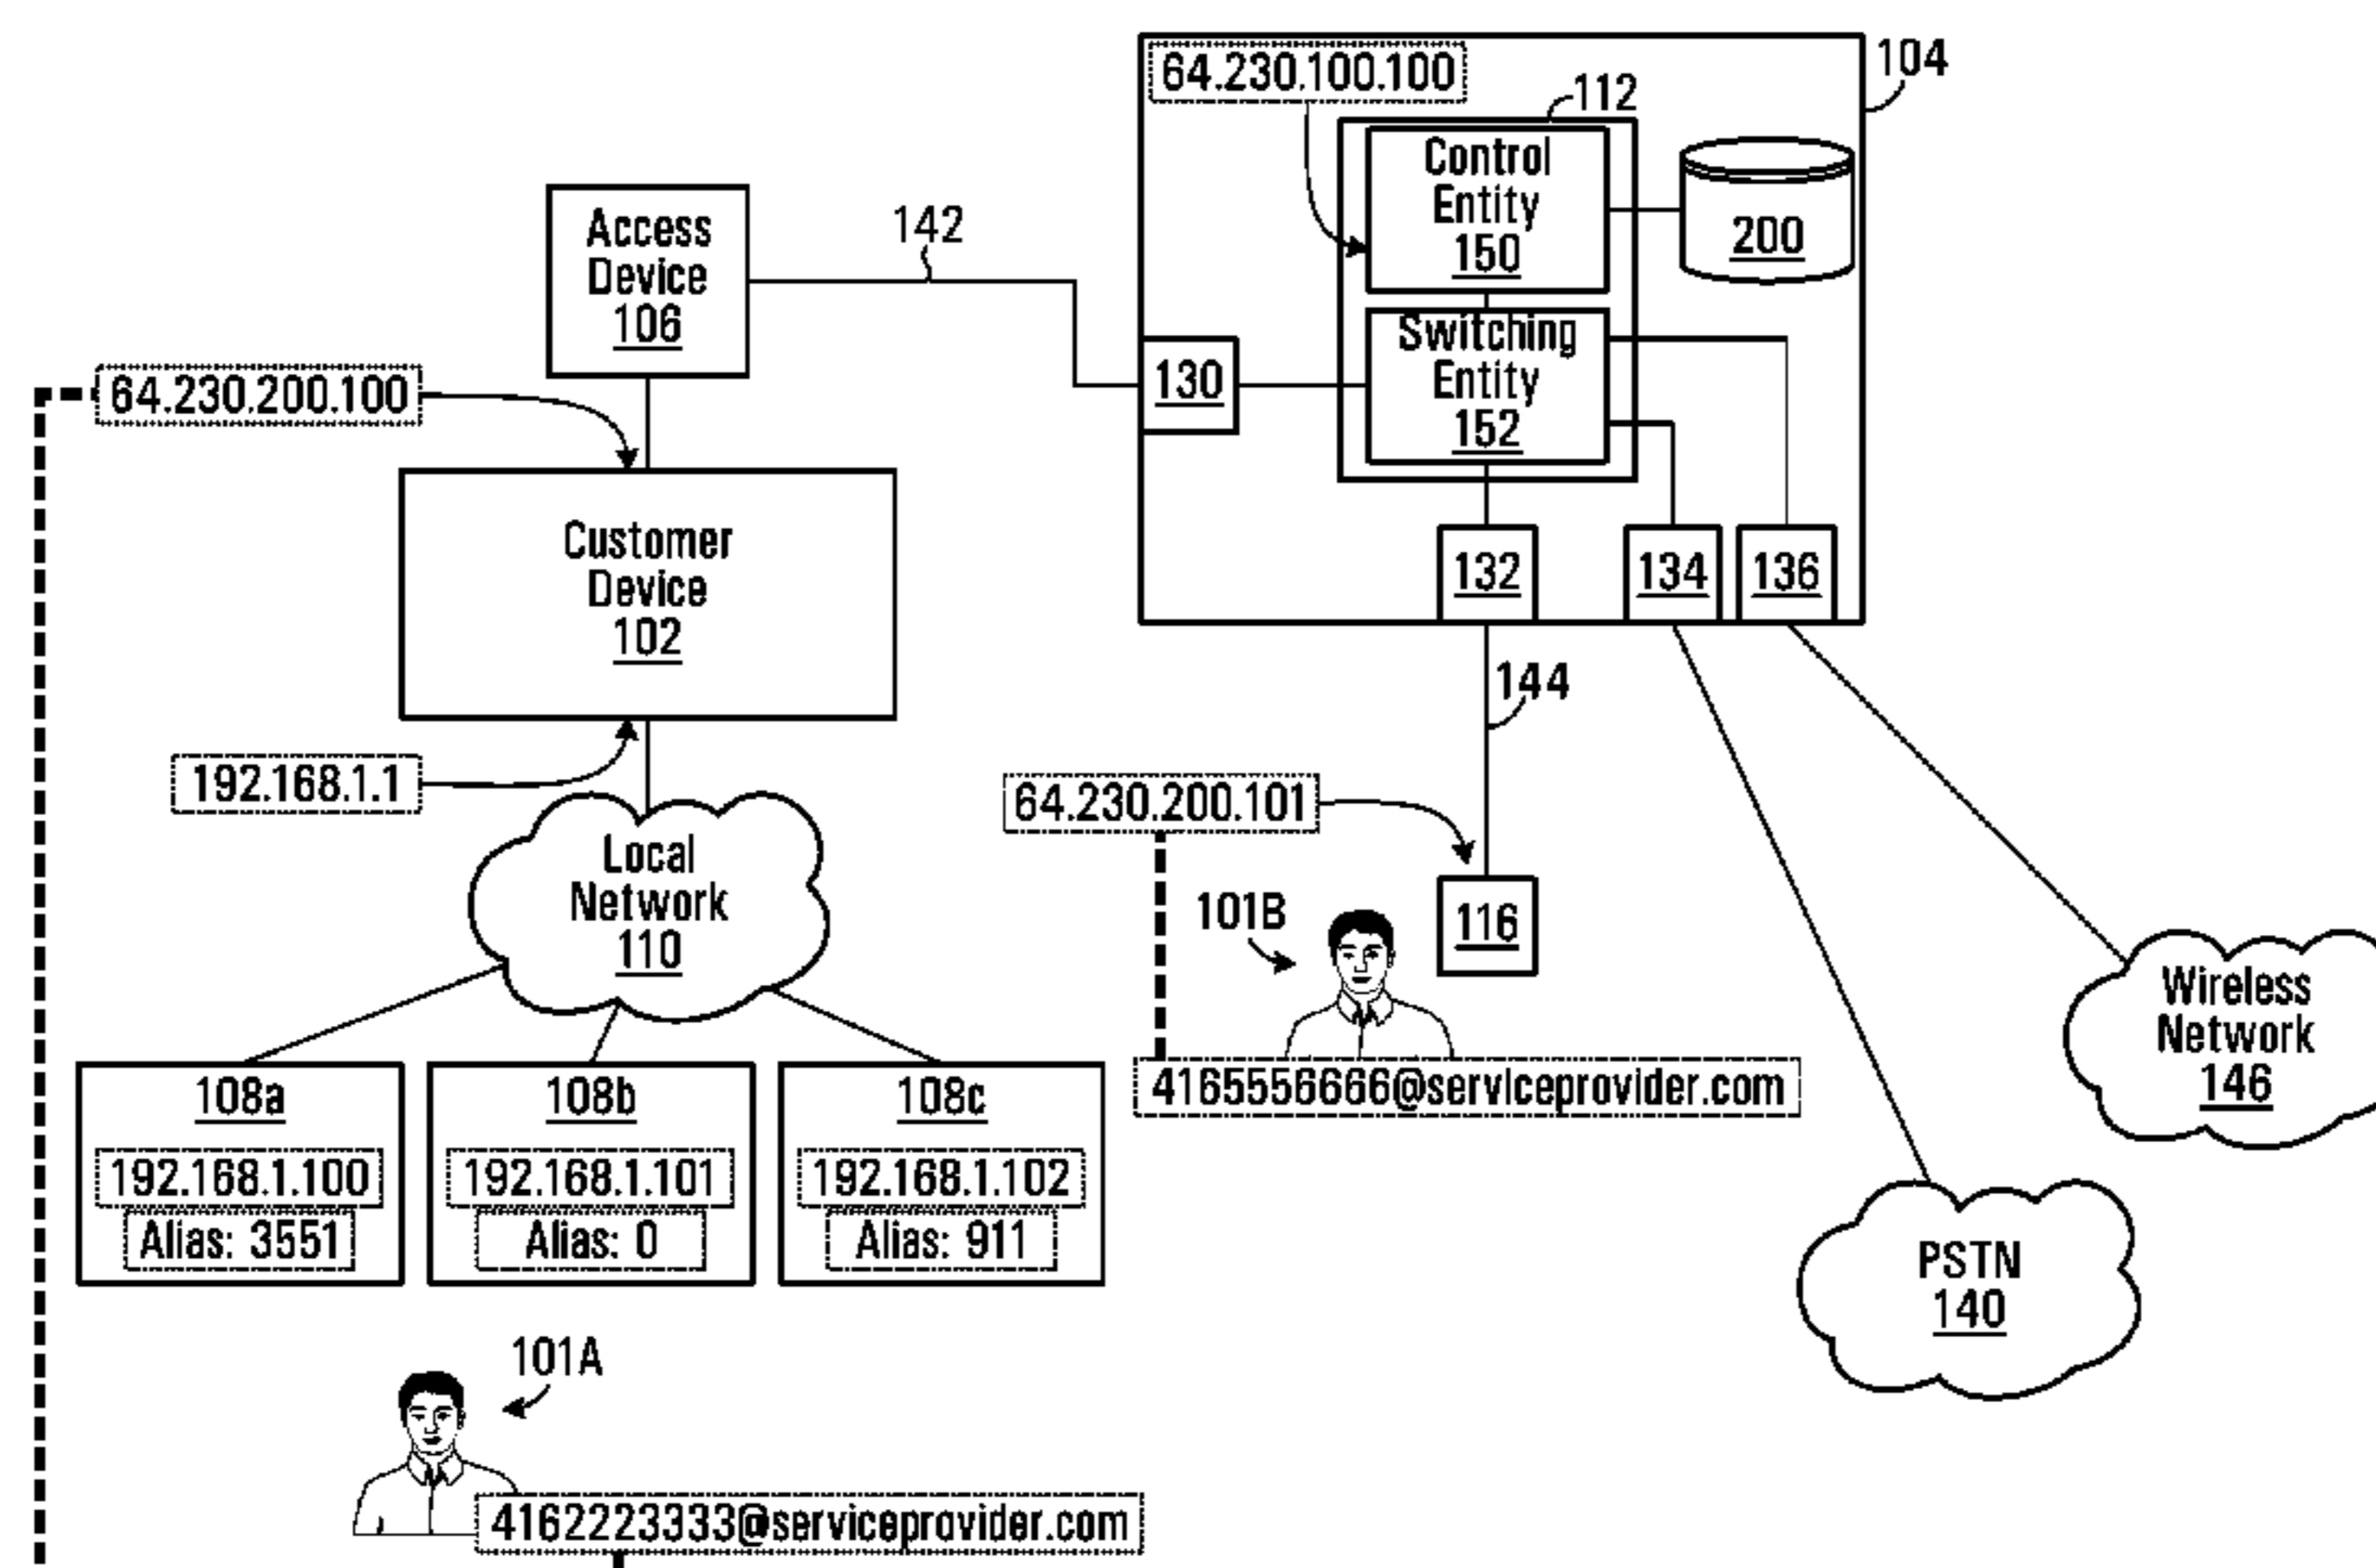 64.230.100.100
104
112
Control
Entity
150
200
Access
Device
106
142
Switching
Entity
152
130
64.230.200.100
Customer
Device
102
132
134
136
144
192.168.1.1
64.230.200.101
Local
Network
110
101B
116
Wireless
Network
146
4165556666@serviceprovider.com
108a
192.168.1.100
Alias: 3551
108b
192.168.1.101
Alias: 0
108c
192.168.1.102
Alias: 911
PSTN
140
101A
4162223333@serviceprovider.com